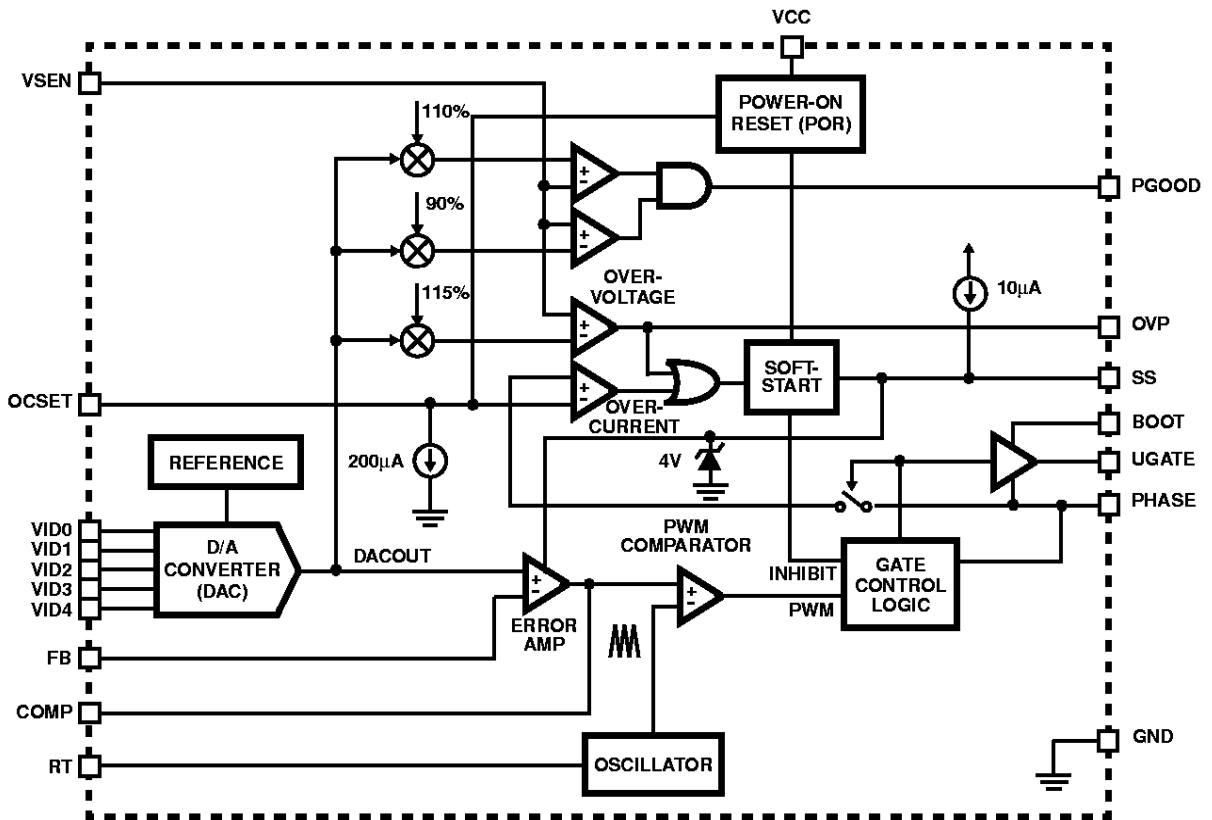 VCC
VSEN
POWER-ON
RESET (POR)
110%
PGOOD
+
-
90%
+
-
OVER-
VOLTAGE
115%
10µA
+
-
OVP
SOFT-
START
SS
+
-
OCSET
OVER-
CURRENT
BOOT
REFERENCE
200µA
4V
UGATE
PHASE
VID0
VID1
VID2
VID3
VID4
D/A
CONVERTER
(DAC)
DACOUT
PWM
COMPARATOR
INHIBIT
GATE
CONTROL
LOGIC
+
-
+
-
PWM
ERROR
AMP
FB
COMP
GND
RT
OSCILLATOR